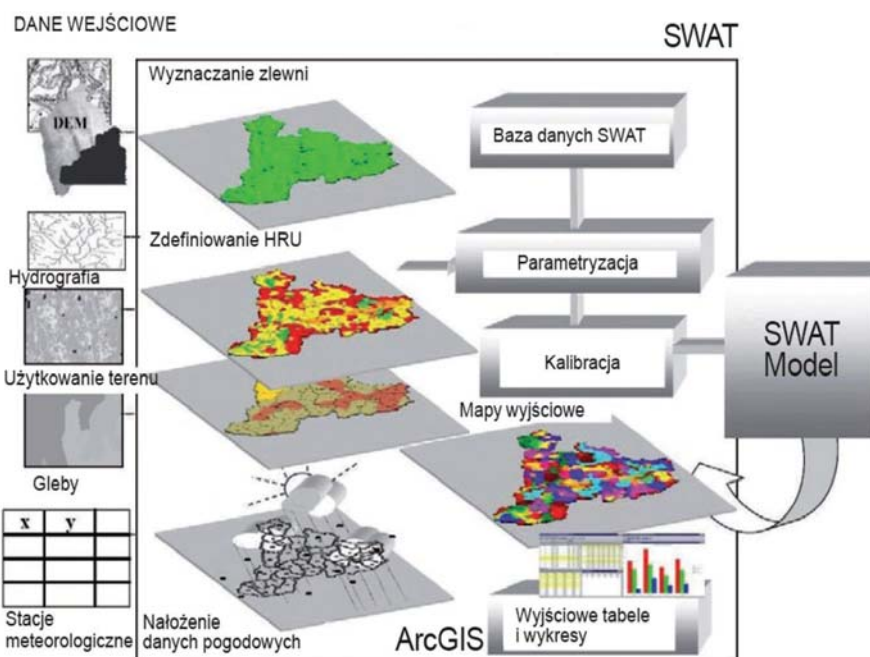 DANE WEJŚCIOWE
SWAT
Wyznaczanie zlewni
DEM
Baza danych SWAT
Zdefiniowanie HRU
Hydrografia
Parametryzacja
Kalibracja
SWAT
Model
Użytkowanie terenu
Mapy wyjściowe
Gleby
x y
Stacje
meteorologiczne
Nałożenie
danych pogodowych
ArcGIS
Wyjściowe tabele
i wykresy